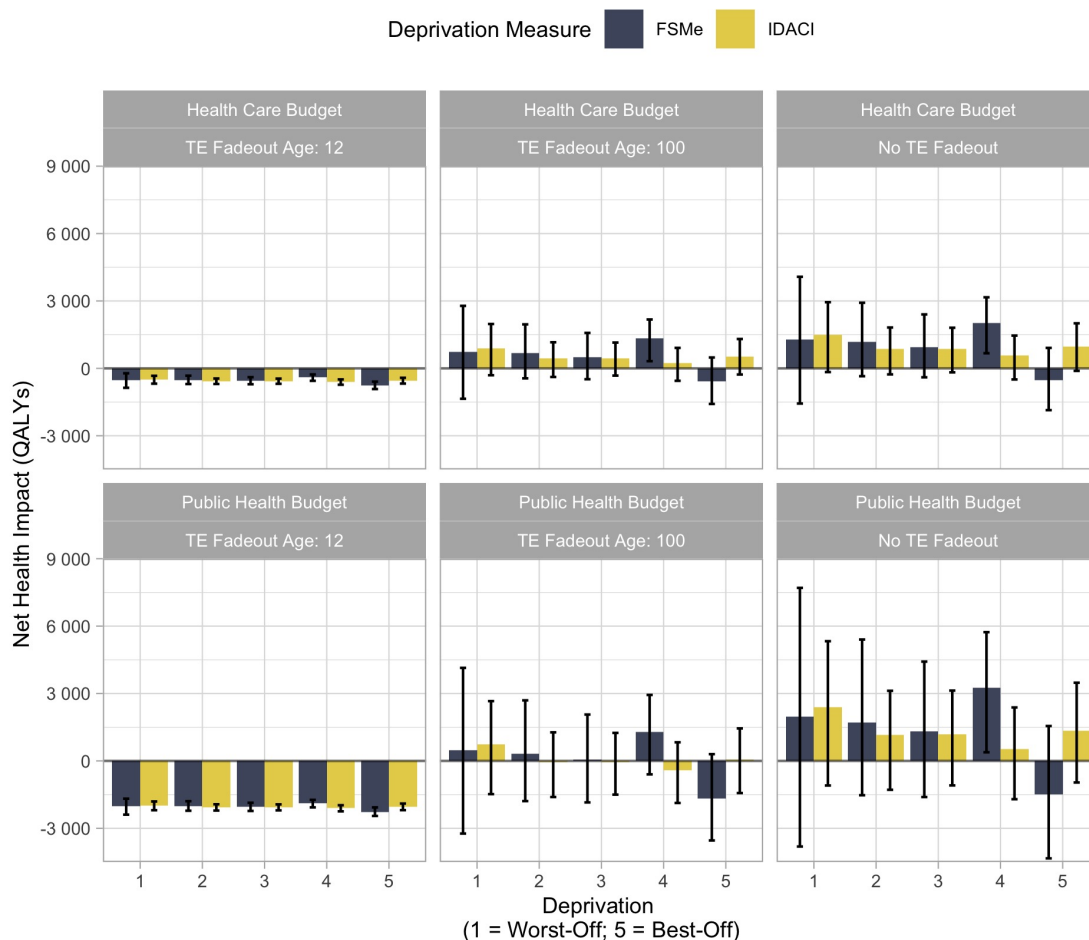 Deprivation Measure FSMe IDACI
Health Care Budget Health Care Budget Health Care Budget
TE Fadeout Age: 12 TE Fadeout Age: 100 No TE Fadeout
9 000
6 000
3 000
0
-3 000
Net Health Impact (QALYs)
Public Health Budget Public Health Budget Public Health Budget
TE Fadeout Age: 12 TE Fadeout Age: 100 No TE Fadeout
9 000
6 000
3 000
0
-3 000
1 2 3 4 5 1 2 3 4 5 1 2 3 4 5
Deprivation
(1 = Worst-Off; 5 = Best-Off)